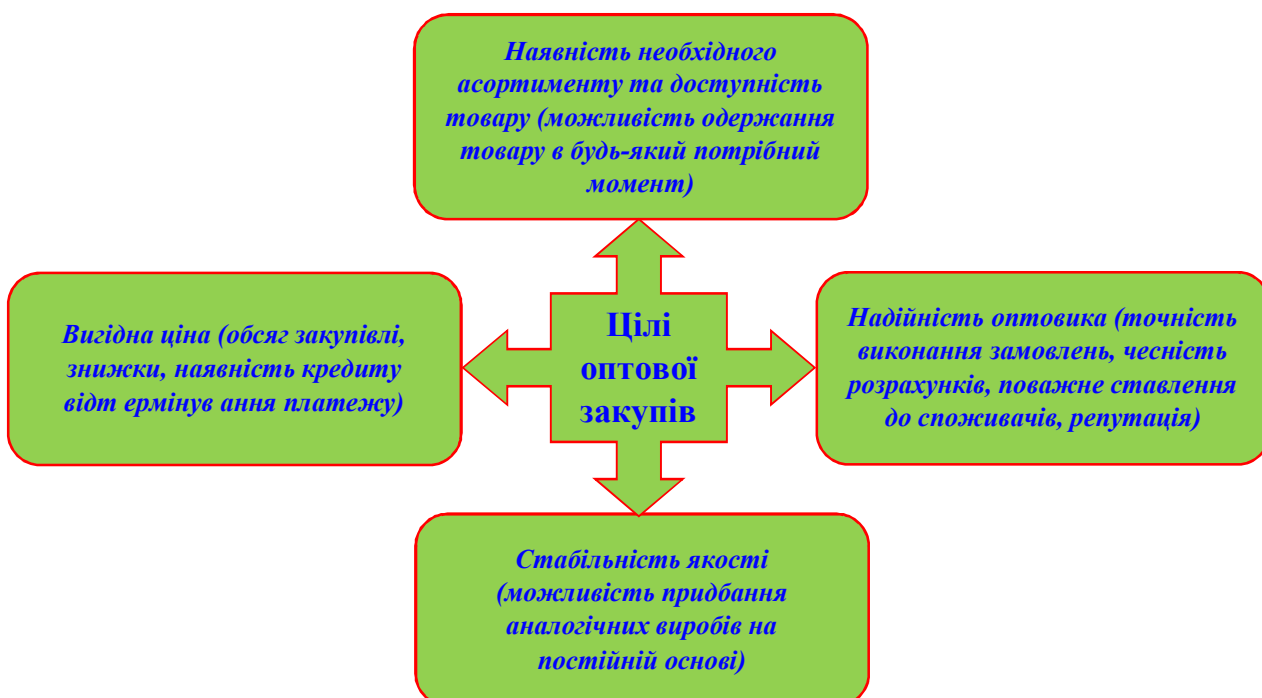 Наявність необхідного
асортименту та доступність
товару (можливість одержання
товару в будь-який потрібний
момент)
Вигідна ціна (обсяг закупівлі,
знижки, наявність кредиту
відт ермінув ання платежу)
Цілі
оптової
закупів
Надійність оптовика (точність
виконання замовлень, чесність
розрахунків, поважне ставлення
до споживачів, репутація)
Стабільність якості
(можливість придбання
аналогічних виробів на
постійній основі)